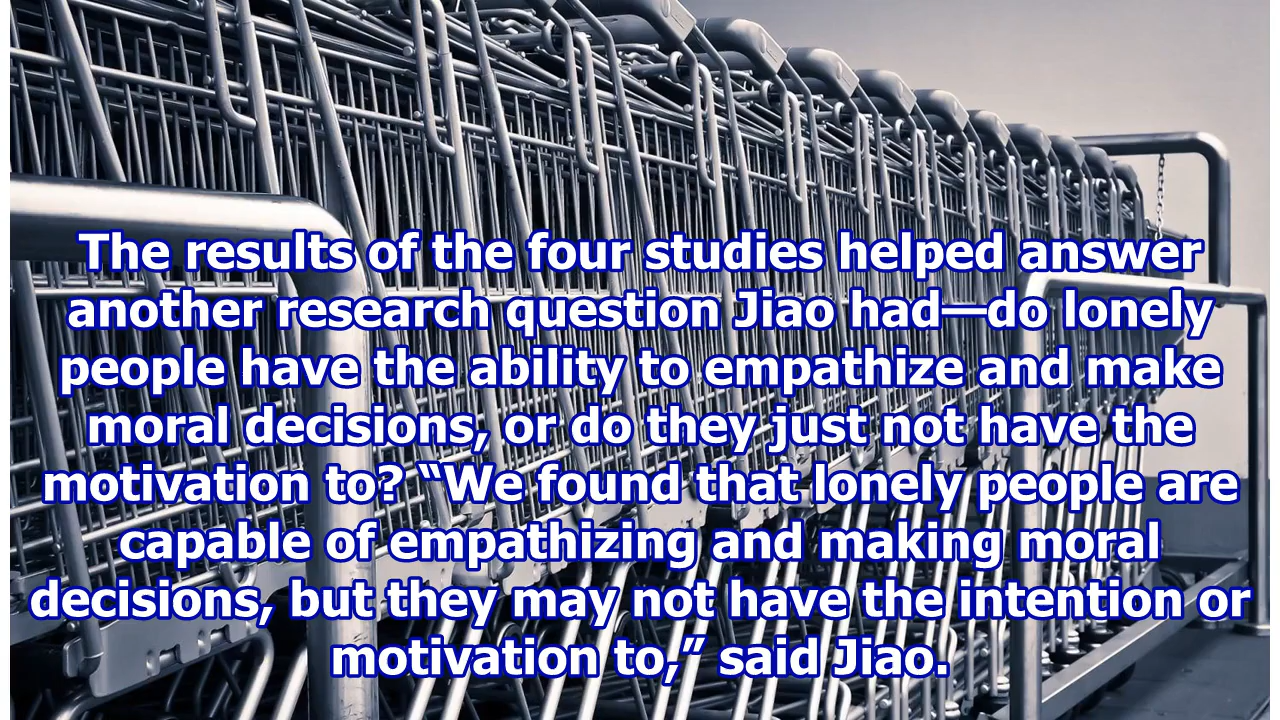 The results of the four studies helped answer
another research question Jiao had—do lonely
people have the ability to empathize and make
moral decisions, or do they just not have the
motivation to? “We found that lonely people are
capable of empathizing and making moral
decisions, but they may not have the intention or
motivation to,” said Jiao.